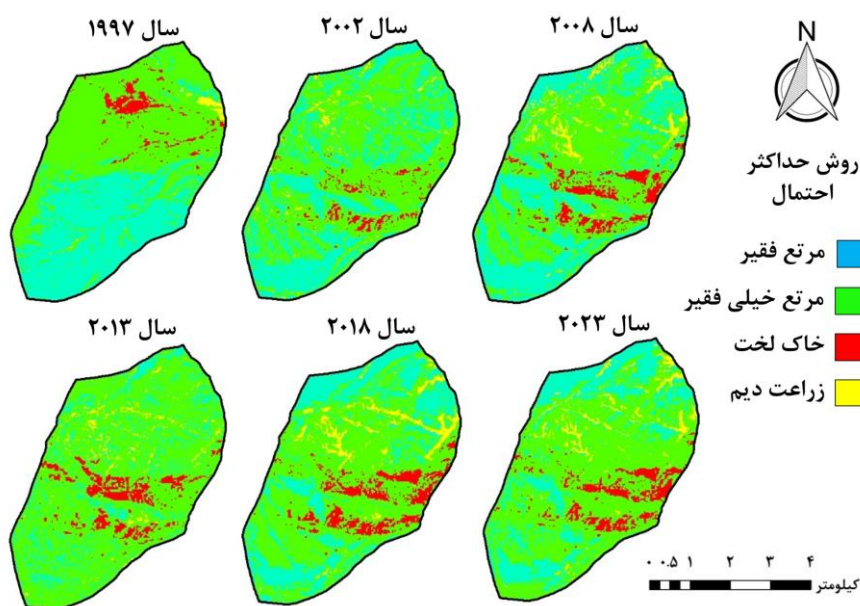 سال ۱۹۹۷
سال ۲۰۰۲
سال ۲۰۰۸
N
روش حداکثر
احتمال
مرتع فقیر
مرتع خیلی فقیر
خاک لخت
زراعت دیم
سال ۲۰۱۳
سال ۲۰۱۸
سال ۲۰۲۳
۰ ۰.۵ ۱ ۲ ۳ ۴
کیلومتر